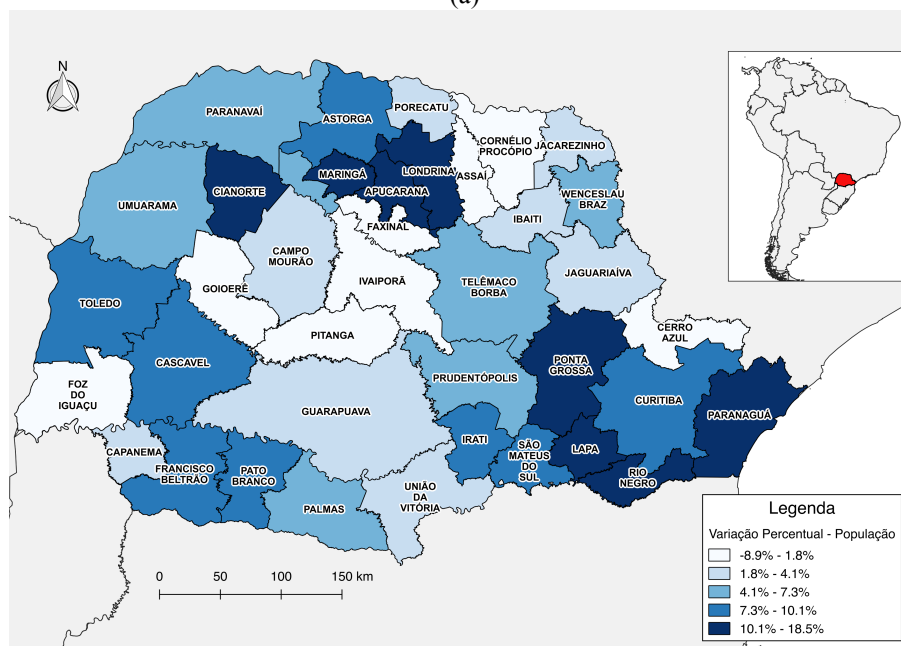 (a)
N
PARANAVAÍ
ASTORGA
PORECATU
CORNÉLIO
PROCÓPIO
JACAREZINHO
MARINGÁ
LONDRINA
ASSAÍ
APUCARANA
CIANORTE
WENCESLAU
BRAZ
UMUARAMA
IBAITI
FAXINAL
CAMPO
MOURÃO
JAGUARIAÍVA
GOIOERÊ
IVAIPORÃ
TELÊMACO
BORBA
TOLEDO
PITANGA
CERRO
AZUL
CASCAVEL
PONTA
GROSSA
FOZ
DO
IGUAÇU
PRUDENTÓPOLIS
CURITIBA
GUARAPUAVA
PARANAGUÁ
IRATI
SÃO
MATEUS
DO
SUL
LAPA
CAPANEMA
FRANCISCO
BELTRÃO
PATO
BRANCO
RIO
NEGRO
UNIÃO
DA
VITÓRIA
PALMAS
0 50 100 150 km
Legenda
Variação Percentual - População
-8.9% - 1.8%
1.8% - 4.1%
4.1% - 7.3%
7.3% - 10.1%
10.1% - 18.5%